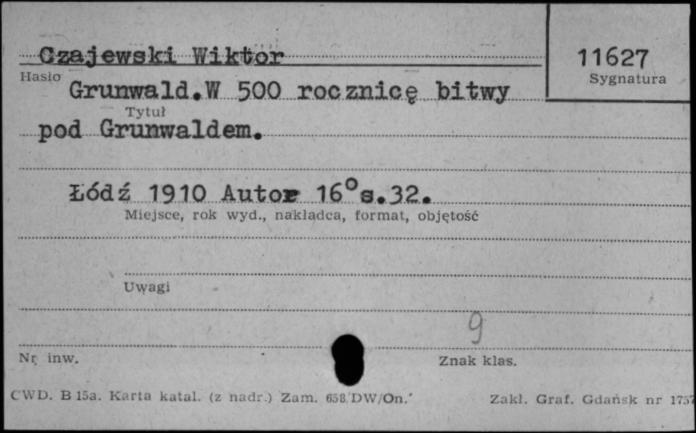 Czajewski Wiktor
11627
Hasło
Sygnatura
Grunwald.W 500 rocznicę bitwy
Tytuł
pod Grunwaldem.
Łódź 1910 Autor 16°s.32.
Miejsce, rok wyd., nakładca, format, objętość
Uwagi
9
Nr inw.
Znak klas.
CWD. B 15a. Karta katal. (z nadr.) Zam. 658/DW/On.
Zakł. Graf. Gdańsk nr 1757